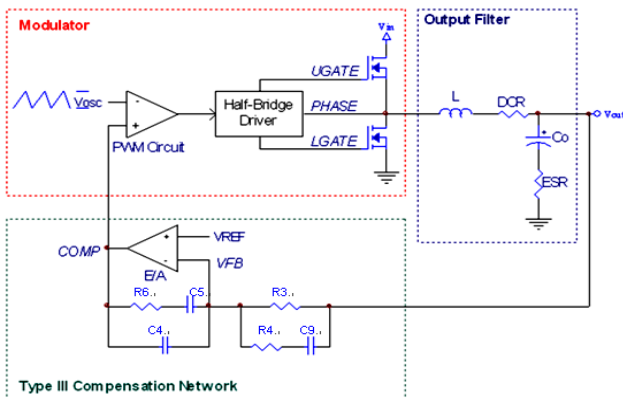 Modulator
Output Filter
Vin
UGATE
Vosc
-
+
PWM Circuit
Half-Bridge
Driver
PHASE
LGATE
L
DCR
Vout
+
Co
ESR
COMP
+
-
VREF
VFB
E/A
R6.
C5.
C4.
R3.
R4.
C9.
Type III Compensation Network